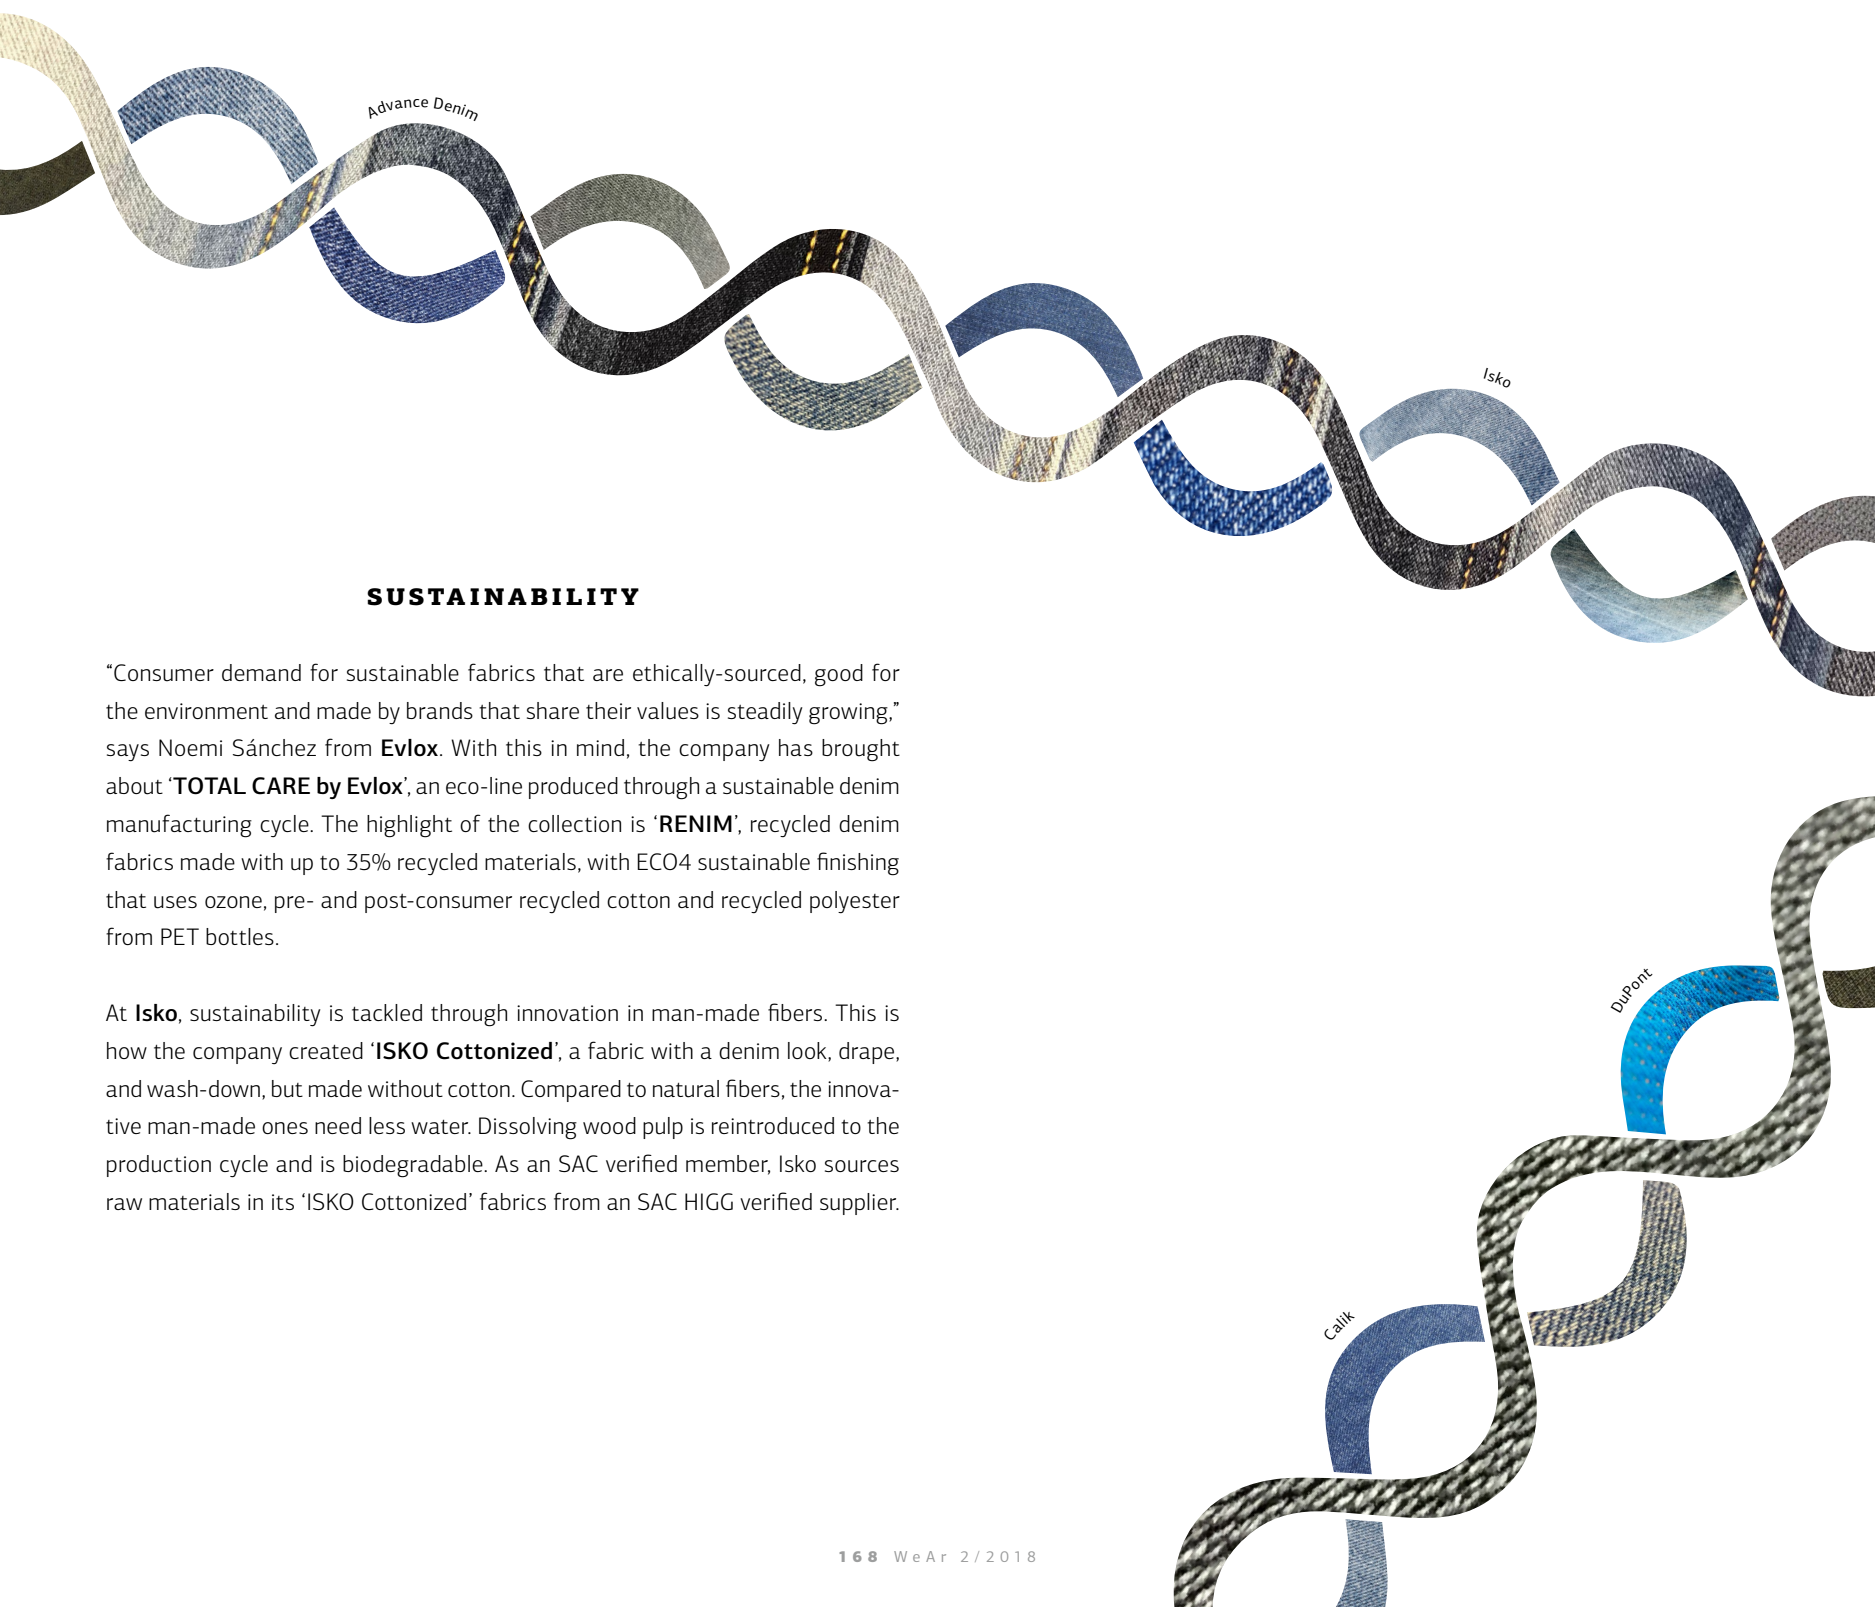 Advance Denim
Isko
SUSTAINABILITY
“Consumer demand for sustainable fabrics that are ethically-sourced, good for
the environment and made by brands that share their values is steadily growing,”
says Noemi Sánchez from Evlox. With this in mind, the company has brought
about ‘TOTAL CARE by Evlox’, an eco-line produced through a sustainable denim
manufacturing cycle. The highlight of the collection is ‘RENIM’, recycled denim
fabrics made with up to 35% recycled materials, with ECO4 sustainable finishing
that uses ozone, pre- and post-consumer recycled cotton and recycled polyester
from PET bottles.
At Isko, sustainability is tackled through innovation in man-made fibers. This is
how the company created ‘ISKO Cottonized’, a fabric with a denim look, drape,
and wash-down, but made without cotton. Compared to natural fibers, the innova-
tive man-made ones need less water. Dissolving wood pulp is reintroduced to the
production cycle and is biodegradable. As an SAC verified member, Isko sources
raw materials in its ‘ISKO Cottonized’ fabrics from an SAC HIGG verified supplier.
DuPont
Calik
168 WeAr 2/2018